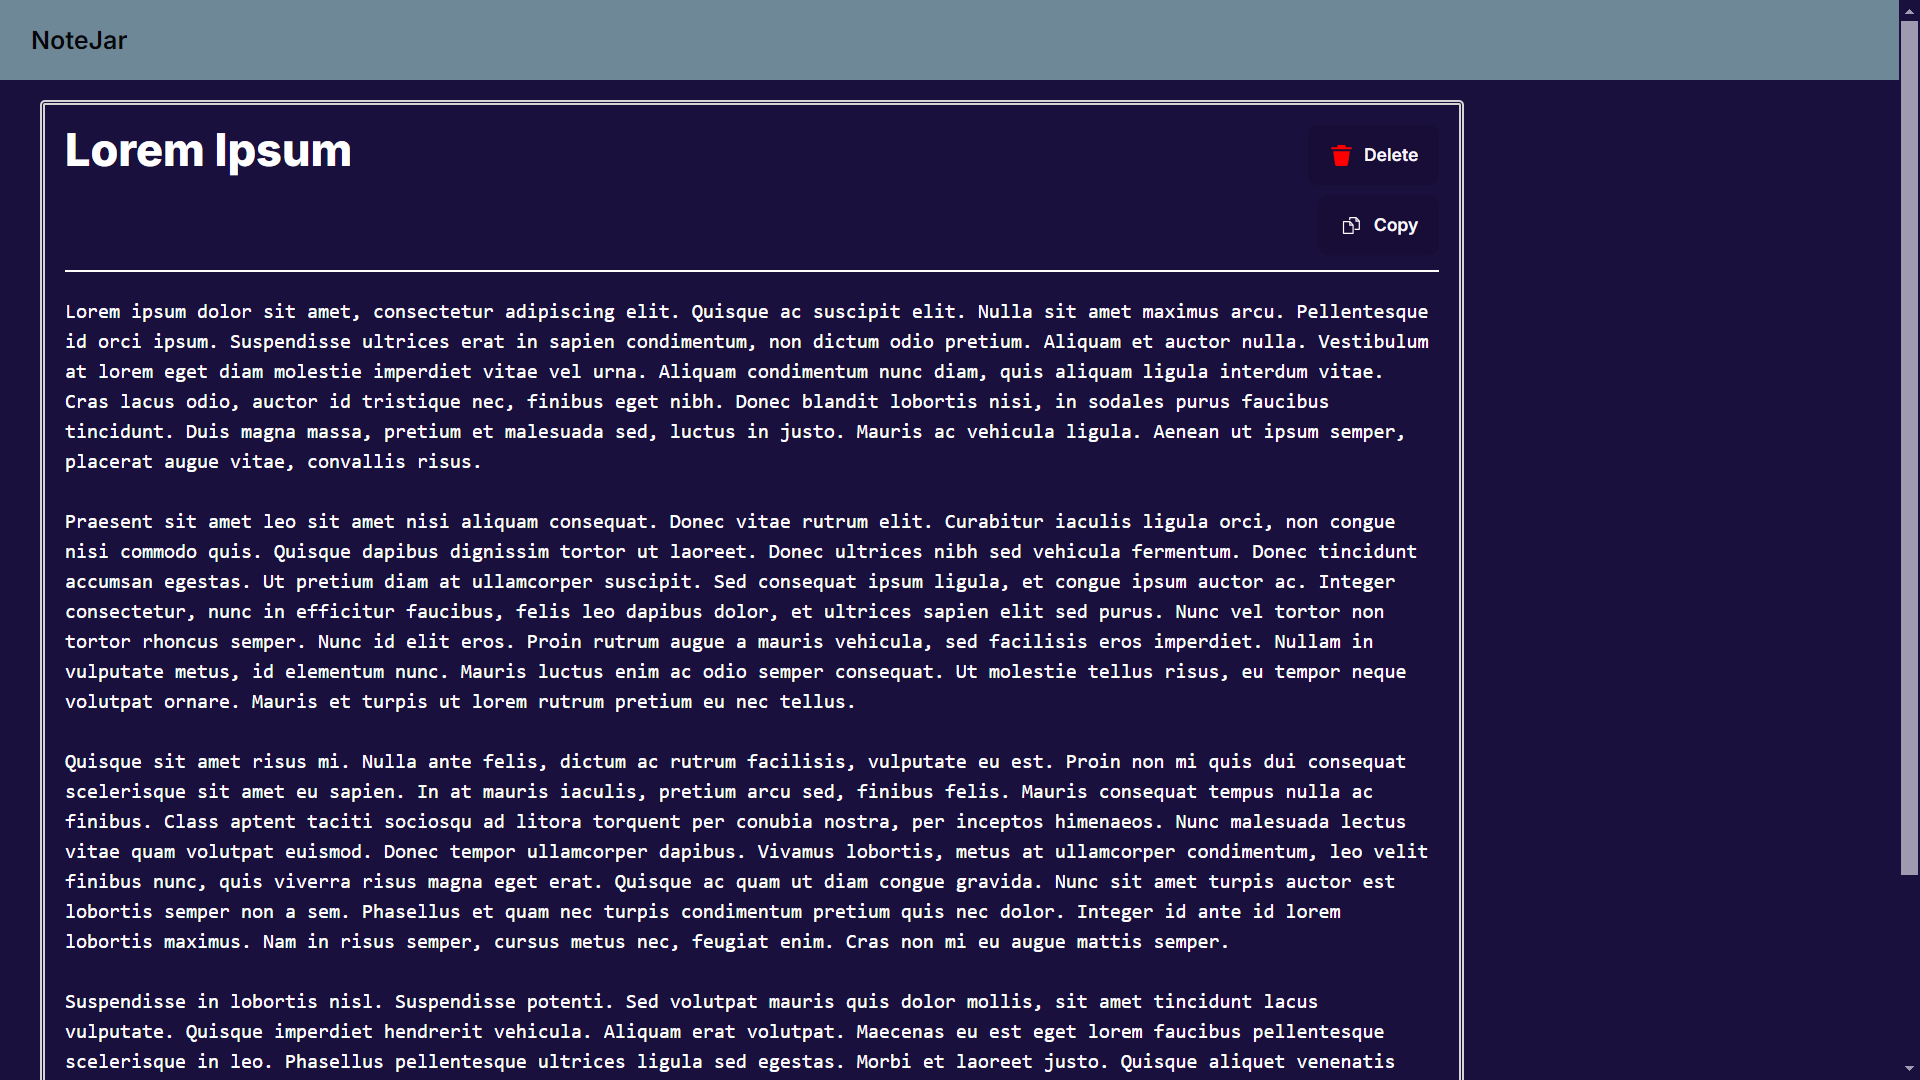 NoteJar
Lorem Ipsum
Delete
Copy
Lorem ipsum dolor sit amet, consectetur adipiscing elit. Quisque ac suscipit elit. Nulla sit amet maximus arcu. Pellentesque
id orci ipsum. Suspendisse ultrices erat in sapien condimentum, non dictum odio pretium. Aliquam et auctor nulla. Vestibulum
at lorem eget diam molestie imperdiet vitae vel urna. Aliquam condimentum nunc diam, quis aliquam ligula interdum vitae.
Cras lacus odio, auctor id tristique nec, finibus eget nibh. Donec blandit lobortis nisi, in sodales purus faucibus
tincidunt. Duis magna massa, pretium et malesuada sed, luctus in justo. Mauris ac vehicula ligula. Aenean ut ipsum semper,
placerat augue vitae, convallis risus.
Praesent sit amet leo sit amet nisi aliquam consequat. Donec vitae rutrum elit. Curabitur iaculis ligula orci, non congue
nisi commodo quis. Quisque dapibus dignissim tortor ut laoreet. Donec ultrices nibh sed vehicula fermentum. Donec tincidunt
accumsan egestas. Ut pretium diam at ullamcorper suscipit. Sed consequat ipsum ligula, et congue ipsum auctor ac. Integer
consectetur, nunc in efficitur faucibus, felis leo dapibus dolor, et ultrices sapien elit sed purus. Nunc vel tortor non
tortor rhoncus semper. Nunc id elit eros. Proin rutrum augue a mauris vehicula, sed facilisis eros imperdiet. Nullam in
vulputate metus, id elementum nunc. Mauris luctus enim ac odio semper consequat. Ut molestie tellus risus, eu tempor neque
volutpat ornare. Mauris et turpis ut lorem rutrum pretium eu nec tellus.
Quisque sit amet risus mi. Nulla ante felis, dictum ac rutrum facilisis, vulputate eu est. Proin non mi quis dui consequat
scelerisque sit amet eu sapien. In at mauris iaculis, pretium arcu sed, finibus felis. Mauris consequat tempus nulla ac
finibus. Class aptent taciti sociosqu ad litora torquent per conubia nostra, per inceptos himenaeos. Nunc malesuada lectus
vitae quam volutpat euismod. Donec tempor ullamcorper dapibus. Vivamus lobortis, metus at ullamcorper condimentum, leo velit
finibus nunc, quis viverra risus magna eget erat. Quisque ac quam ut diam congue gravida. Nunc sit amet turpis auctor est
lobortis semper non a sem. Phasellus et quam nec turpis condimentum pretium quis nec dolor. Integer id ante id lorem
lobortis maximus. Nam in risus semper, cursus metus nec, feugiat enim. Cras non mi eu augue mattis semper.
Suspendisse in lobortis nisl. Suspendisse potenti. Sed volutpat mauris quis dolor mollis, sit amet tincidunt lacus
vulputate. Quisque imperdiet hendrerit vehicula. Aliquam erat volutpat. Maecenas eu est eget lorem faucibus pellentesque
scelerisque in leo. Phasellus pellentesque ultrices ligula sed egestas. Morbi et laoreet justo. Quisque aliquet venenatis